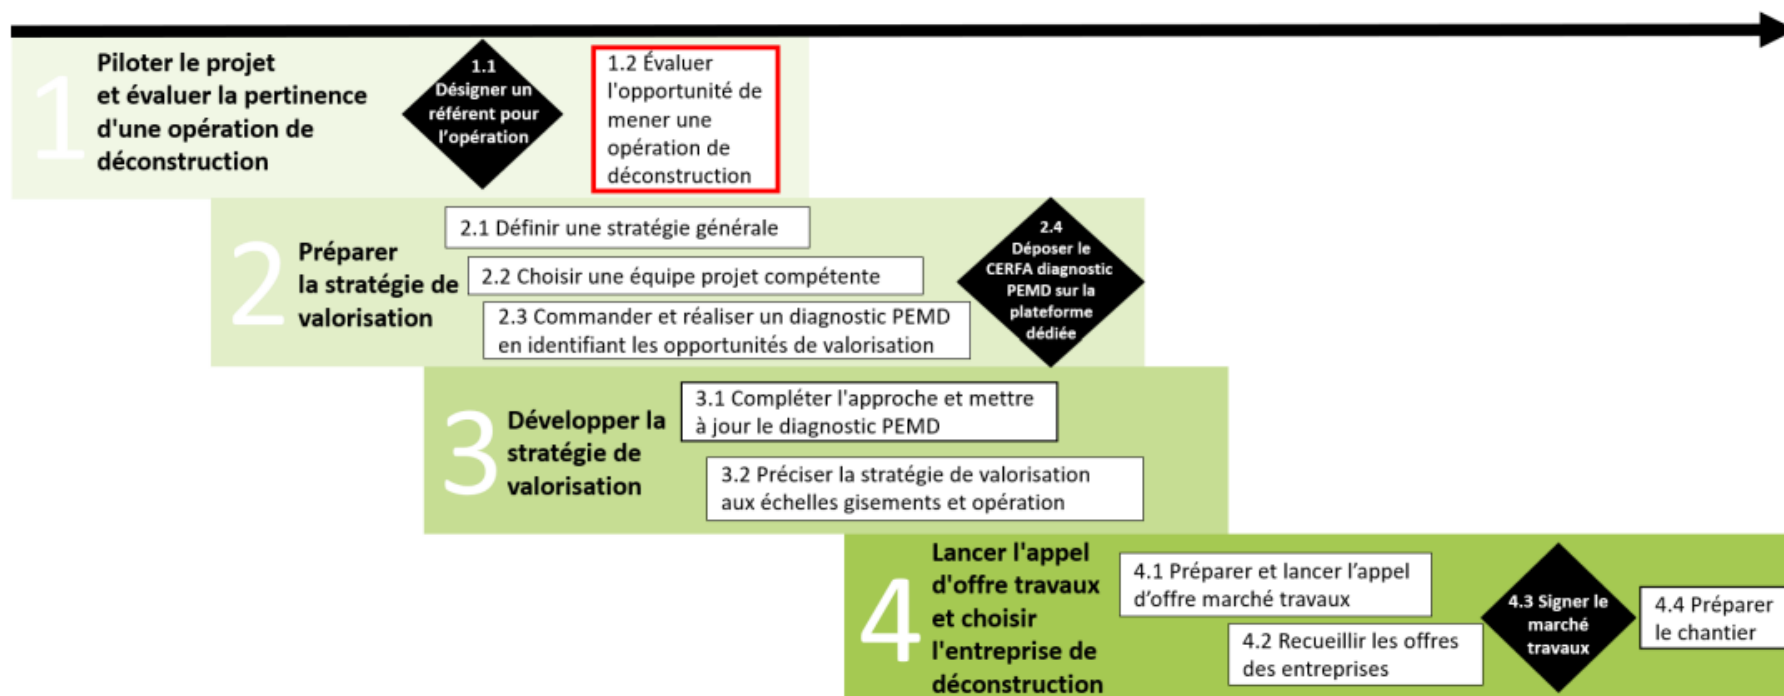 1
Piloter le projet
et évaluer la pertinence
d'une opération de
déconstruction
1.1
Désigner un
référent pour
l’opération
1.2 Évaluer
l'opportunité de
mener une
opération de
déconstruction
2
Préparer
la stratégie de
valorisation
2.1 Définir une stratégie générale
2.2 Choisir une équipe projet compétente
2.3 Commander et réaliser un diagnostic PEMD
en identifiant les opportunités de valorisation
2.4
Déposer le
CERFA diagnostic
PEMD sur la
plateforme
dédiée
3
Développer la
stratégie de
valorisation
3.1 Compléter l'approche et mettre
à jour le diagnostic PEMD
3.2 Préciser la stratégie de valorisation
aux échelles gisements et opération
4
Lancer l'appel
d'offre travaux
et choisir
l'entreprise de
déconstruction
4.1 Préparer et lancer l’appel
d’offre marché travaux
4.2 Recueillir les offres
des entreprises
4.3 Signer le
marché
travaux
4.4 Préparer
le chantier